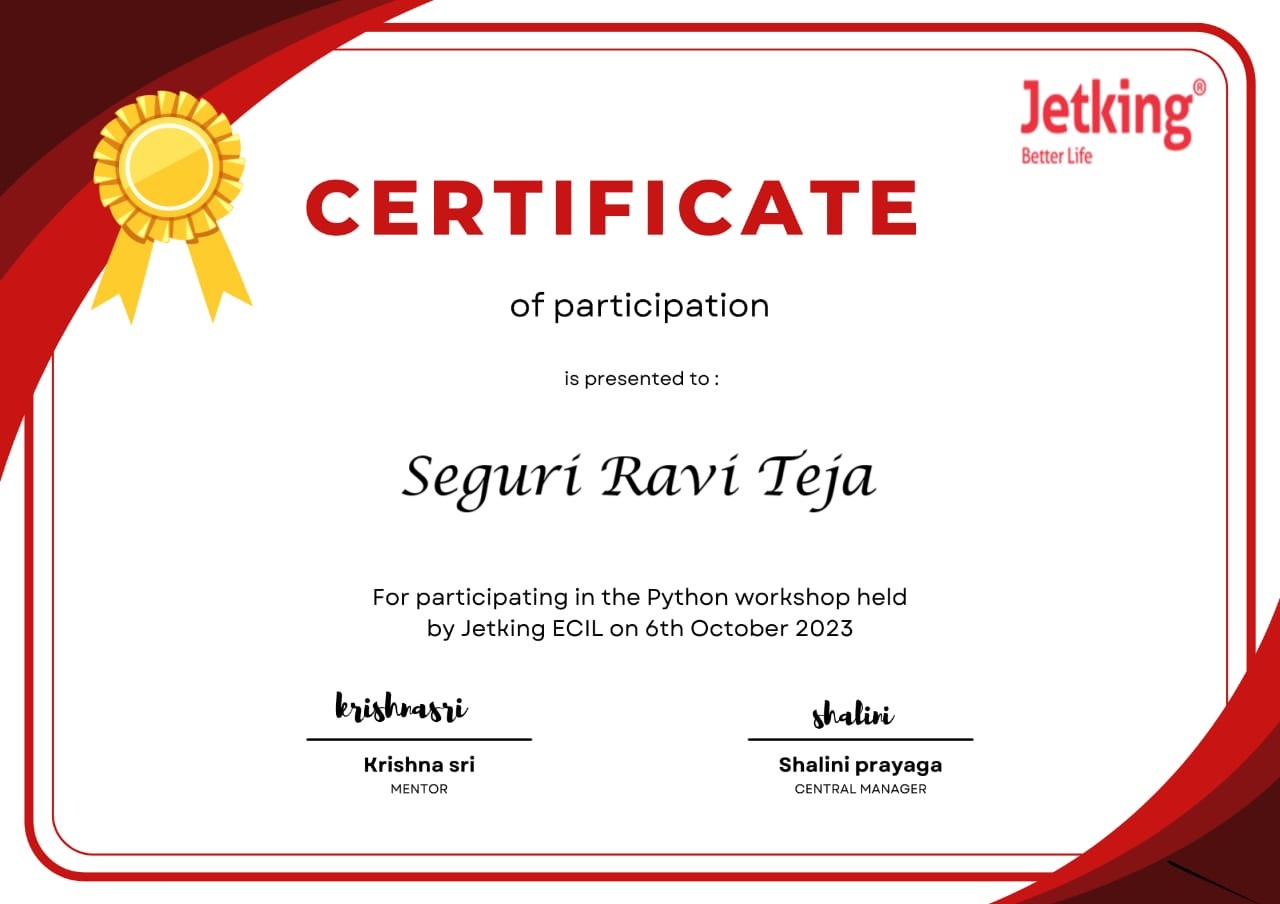 Jetking®
Better Life
CERTIFICATE
of participation
is presented to :
Seguri Ravi Teja
For participating in the Python workshop held
by Jetking ECIL on 6th October 2023
krishnasri
shalini
Krishna sri
Shalini prayaga
MENTOR
CENTRAL MANAGER